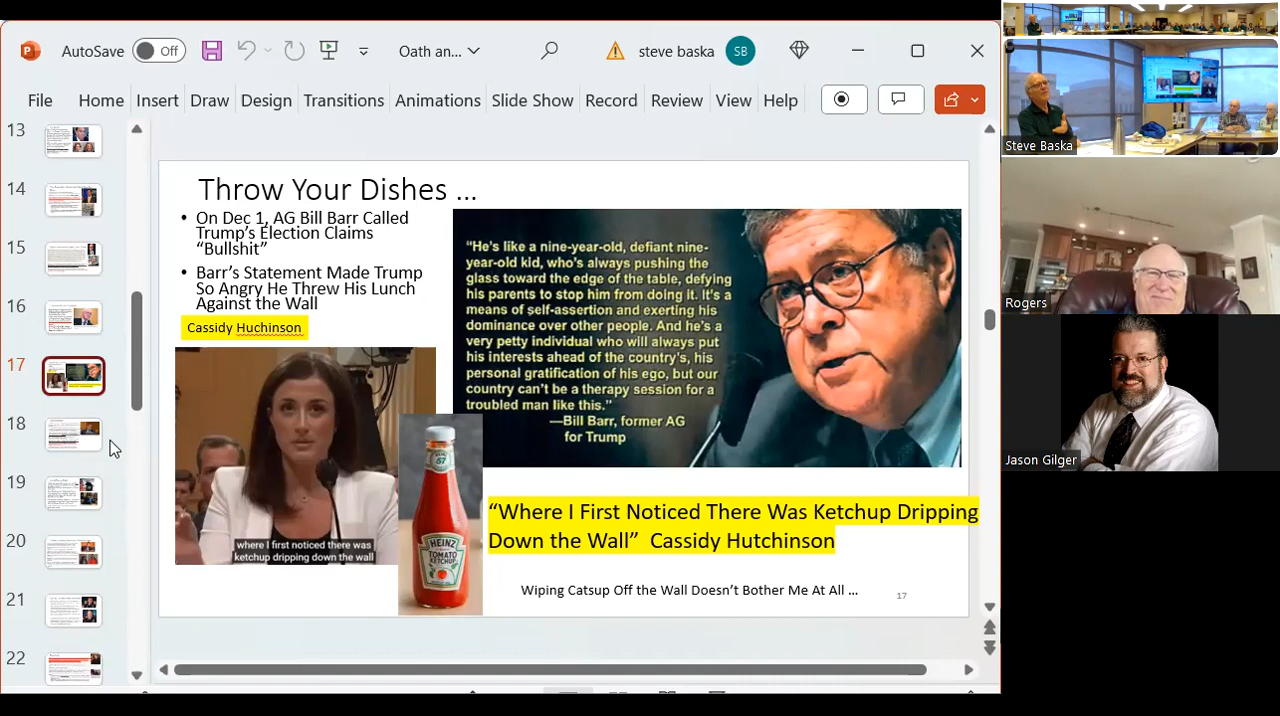 AutoSave
Off
Oath an...
steve baska
SB
File
Home
Insert
Draw
Design
Transitions
Animations
Slide Show
Record
Review
View
Help
13
14
15
16
17
18
19
20
21
22
Throw Your Dishes ...
• On Dec 1, AG Bill Barr Called
Trump's Election Claims
"Bullshit"
• Barr's Statement Made Trump
So Angry He Threw His Lunch
Against the Wall
Cassidy Huchinson
where I first noticed there was
ketchup dripping down the wall
HEINZ
TOMATO
KETCHUP
57
“He's like a nine-year-old, defiant nine-
year-old kid, who's always pushing the
glass toward the edge of the table, defying
his parents to stop him from doing it. It's a
means of self-assertion and exerting his
dominance over other people. And he's a
very petty individual who will always put
his interests ahead of the country's, his
personal gratification of his ego, but our
country can't be a therapy session for a
troubled man like this.”
—Bill Barr, former AG
for Trump
“Where I First Noticed There Was Ketchup Dripping
Down the Wall” Cassidy Hutchinson
Wiping Catsup Off the Wall Doesn't Bother Me At All ...
17
Steve Baska
Rogers
Jason Gilger